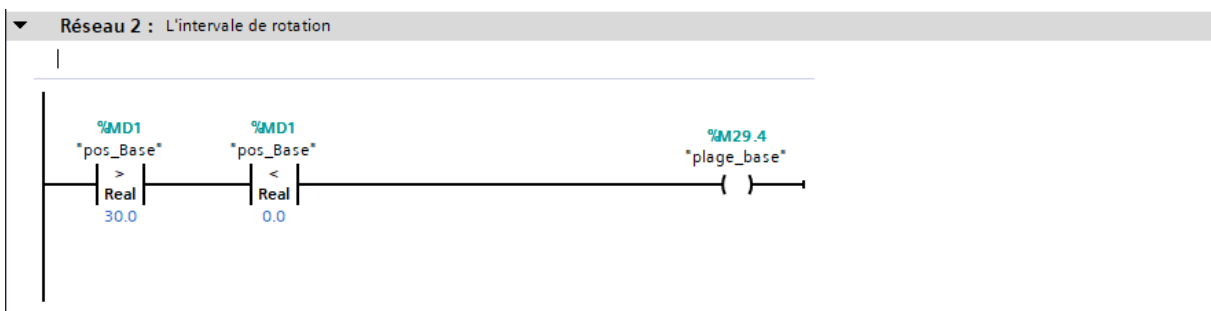 Réseau 2 : L'intervale de rotation
%MD1
"pos_Base"
>
Real
30.0
%MD1
"pos_Base"
<
Real
0.0
%M29.4
"plage_base"
( )